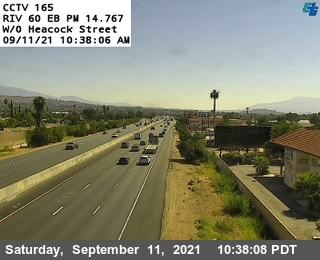 CCTV 165
RIV 60 EB PM 14.767
W/O Heacock Street
09/11/21 10:38:06 AM
Saturday, September 11, 2021 10:38:08 PDT